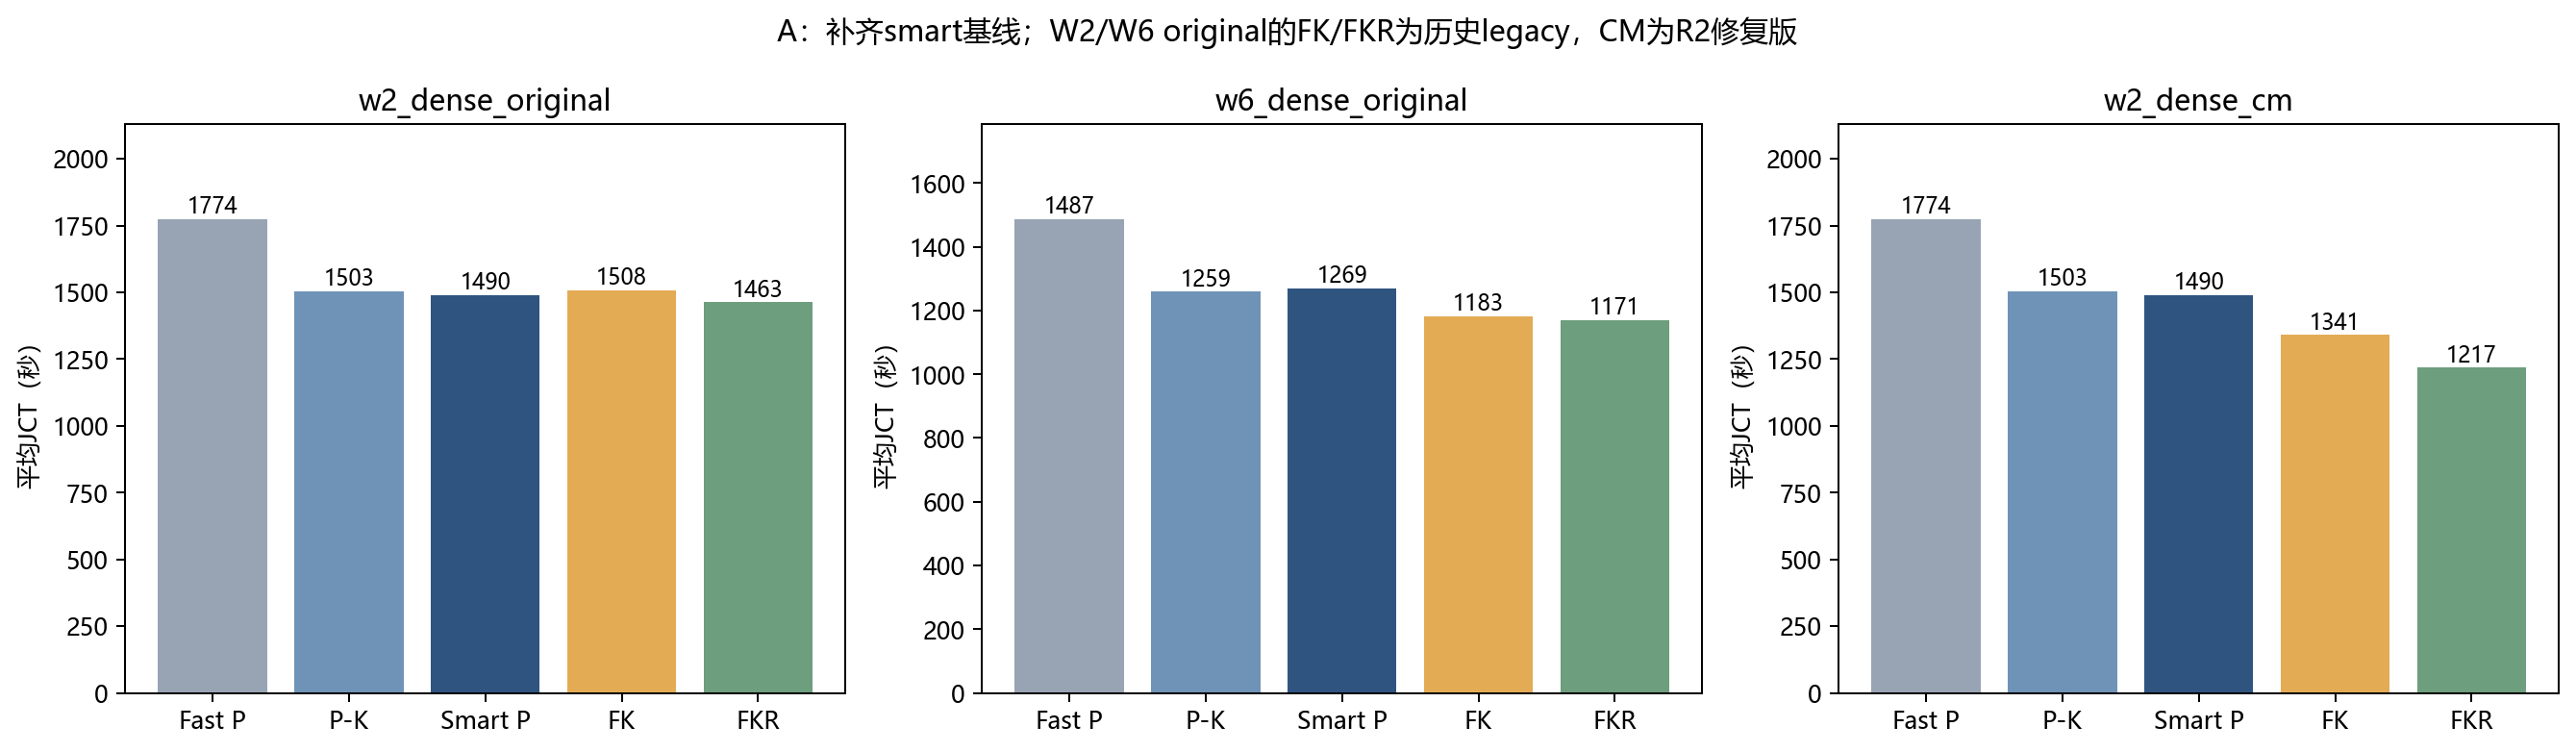 A：补齐smart基线；W2/W6 original的FK/FKR为历史legacy，CM为R2修复版
w2_dense_original
平均JCT（秒）
2000
1750
1500
1250
1000
750
500
250
0
1774
1503
1490
1508
1463
Fast P
P-K
Smart P
FK
FKR
w6_dense_original
平均JCT（秒）
1600
1400
1200
1000
800
600
400
200
0
1487
1259
1269
1183
1171
Fast P
P-K
Smart P
FK
FKR
w2_dense_cm
平均JCT（秒）
2000
1750
1500
1250
1000
750
500
250
0
1774
1503
1490
1341
1217
Fast P
P-K
Smart P
FK
FKR